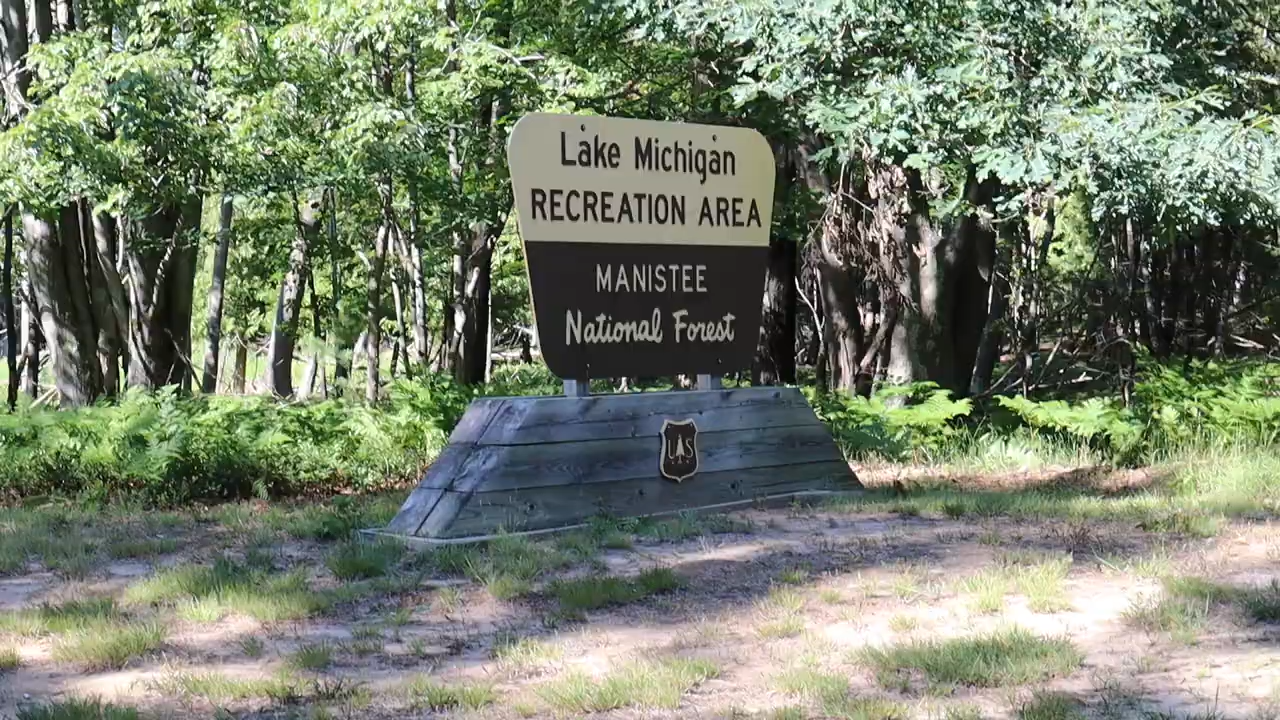 Lake Michigan
RECREATION AREA
MANISTEE
National Forest
U S